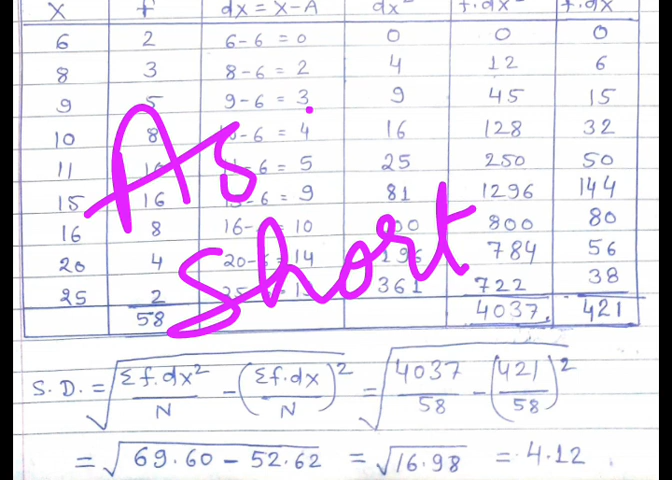 X f dx = X-A dx² f.dx² f.dx
6 2 6-6 = 0 0 0 0
8 3 8-6 = 2 4 12 6
9 5 9-6 = 3 9 45 15
10 8 -6 = 4 16 128 32
11 -6 = 5 25 250 50
15 16 -6 = 9 81 1296 144
16 8 16- = 10 800 80
20 4 20-6 = 14 196 784 56
25 2 361 722 38
58 4037 421
As
Short
S.D. = √Σf.dx²/N - (Σf.dx/N)² = √4037/58 - (421/58)²
= √69.60 - 52.62 = √16.98 = 4.12